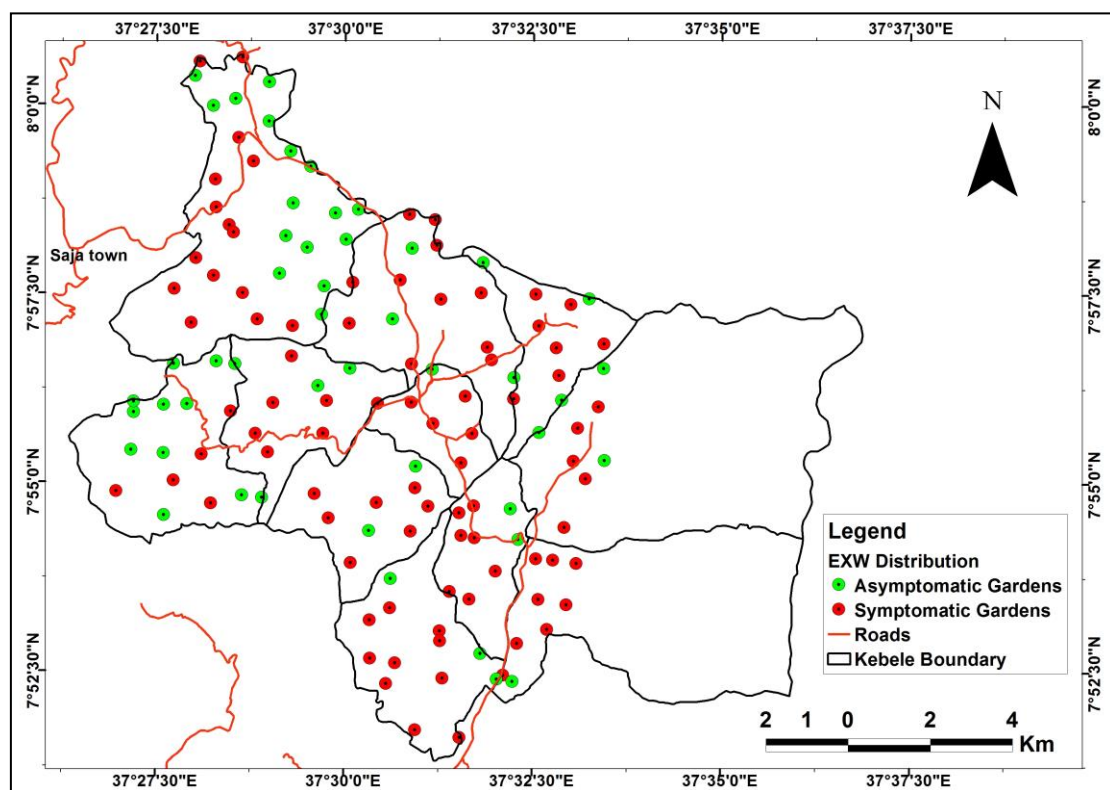 37°27'30"E 37°30'0"E 37°32'30"E 37°35'0"E 37°37'30"E
8°0'0"N
8°0'0"N
N
Saja town
7°57'30"N
7°57'30"N
7°55'0"N
7°55'0"N
Legend
EXW Distribution
Asymptomatic Gardens
Symptomatic Gardens
Roads
Kebele Boundary
7°52'30"N
7°52'30"N
2 1 0 2 4
Km
37°27'30"E 37°30'0"E 37°32'30"E 37°35'0"E 37°37'30"E